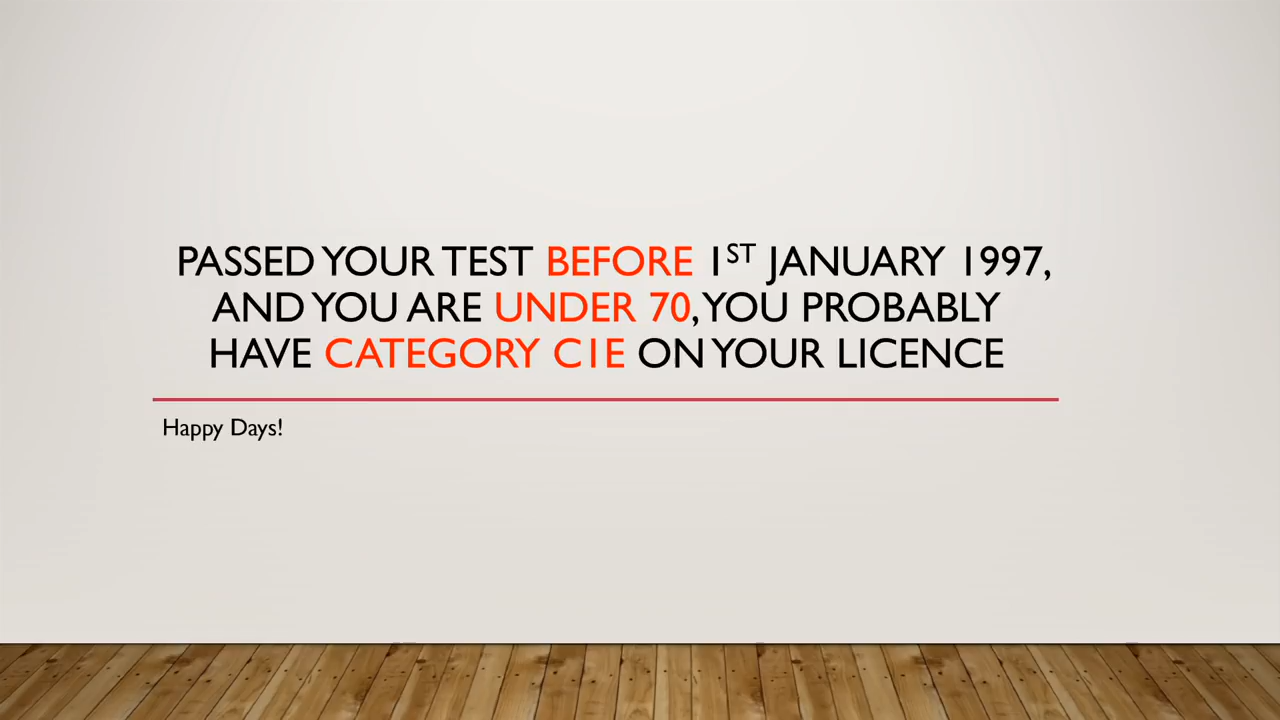 PASSED YOUR TEST BEFORE 1ST JANUARY 1997,
AND YOU ARE UNDER 70, YOU PROBABLY
HAVE CATEGORY C1E ON YOUR LICENCE
Happy Days!